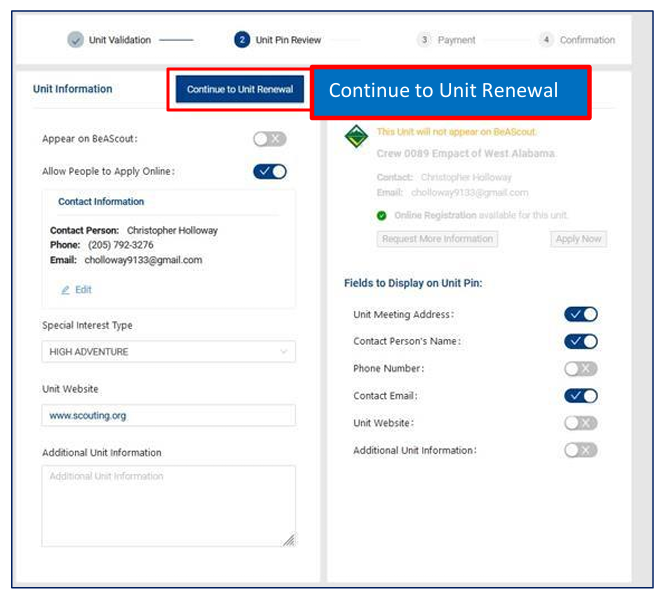 Unit Validation
2 Unit Pin Review
3 Payment
4 Confirmation
Unit Information
Continue to Unit Renewal
Continue to Unit Renewal
Appear on BeAScout:
Allow People to Apply Online:
Contact Information
Contact Person: Christopher Holloway
Phone: (205) 792-3276
Email: cholloway9133@gmail.com
Edit
Special Interest Type
HIGH ADVENTURE
Unit Website
www.scouting.org
Additional Unit Information
Additional Unit Information
This Unit will not appear on BeAScout.
Crew 0089 Empact of West Alabama
Contact: Christopher Holloway
Email: cholloway9133@gmail.com
Online Registration available for this unit.
Request More Information
Apply Now
Fields to Display on Unit Pin:
Unit Meeting Address:
Contact Person's Name:
Phone Number:
Contact Email:
Unit Website:
Additional Unit Information: